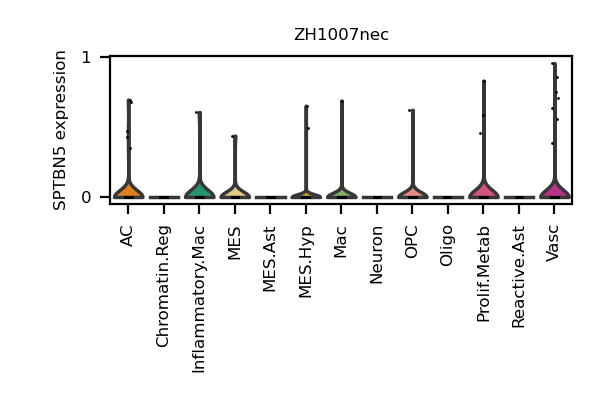 ZH1007nec
SPTBN5 expression
1
0
AC
Chromatin.Reg
Inflammatory.Mac
MES
MES.Ast
MES.Hyp
Mac
Neuron
OPC
Oligo
Prolif.Metab
Reactive.Ast
Vasc